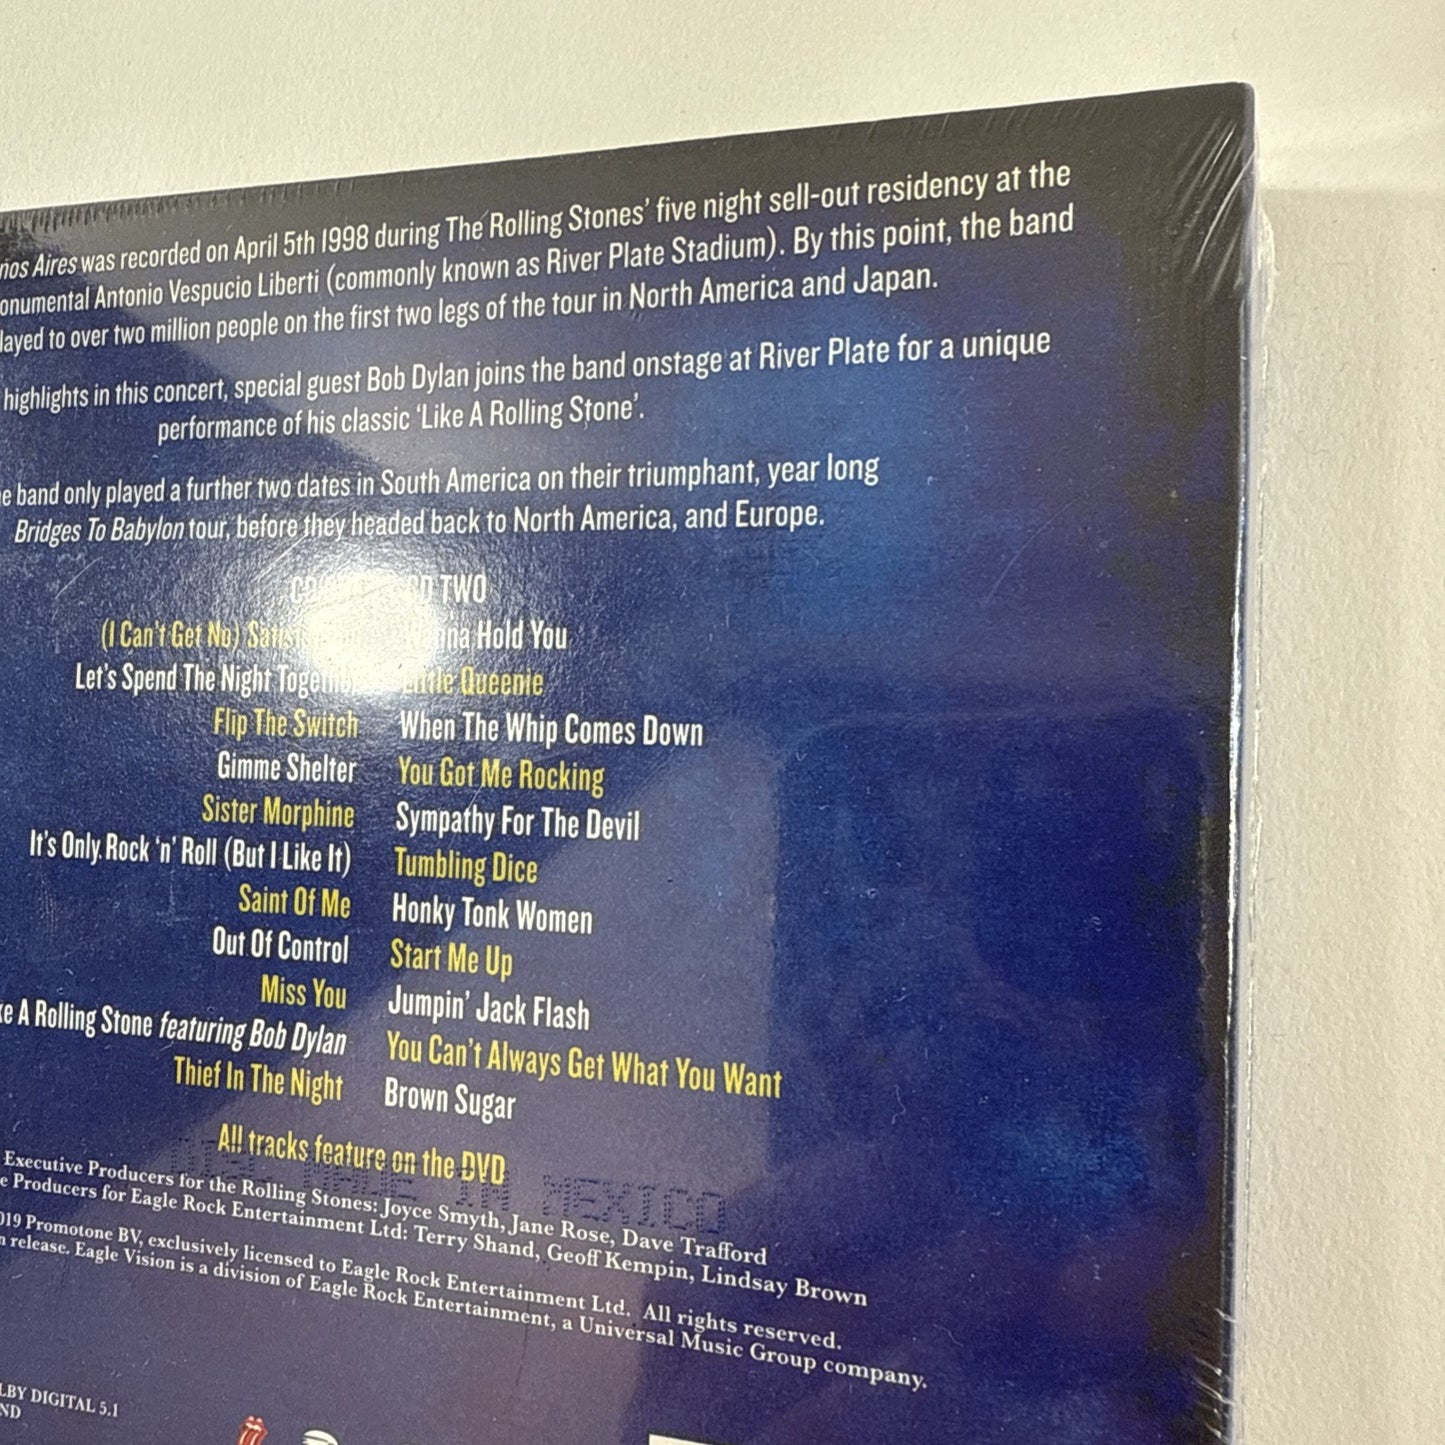 nos Aires was recorded on April 5th 1998 during The Rolling Stones' five night sell-out residency at the
onumental Antonio Vespucio Liberti (commonly known as River Plate Stadium). By this point, the band
layed to over two million people on the first two legs of the tour in North America and Japan.
highlights in this concert, special guest Bob Dylan joins the band onstage at River Plate for a unique
performance of his classic 'Like A Rolling Stone'.
e band only played a further two dates in South America on their triumphant, year long
Bridges To Babylon tour, before they headed back to North America, and Europe.
TWO
(I Can't Get No)
Hold You
Let's Spend The Night
Queenie
Flip The Switch
When The Whip Comes Down
Gimme Shelter
You Got Me Rocking
Sister Morphine
Sympathy For The Devil
It's Only Rock 'n' Roll (But I Like It)
Tumbling Dice
Saint Of Me
Honky Tonk Women
Out Of Control
Start Me Up
Miss You
Jumpin' Jack Flash
ke A Rolling Stone featuring Bob Dylan
You Can't Always Get What You Want
Thief In The Night
Brown Sugar
All tracks feature on the DVD
MADE IN MEXICO
Executive Producers for the Rolling Stones: Joyce Smyth, Jane Rose, Dave Trafford
e Producers for Eagle Rock Entertainment Ltd: Terry Shand, Geoff Kempin, Lindsay Brown
019 Promotone BV, exclusively licensed to Eagle Rock Entertainment Ltd. All rights reserved.
n release. Eagle Vision is a division of Eagle Rock Entertainment, a Universal Music Group company.
LBY DIGITAL 5.1
ND